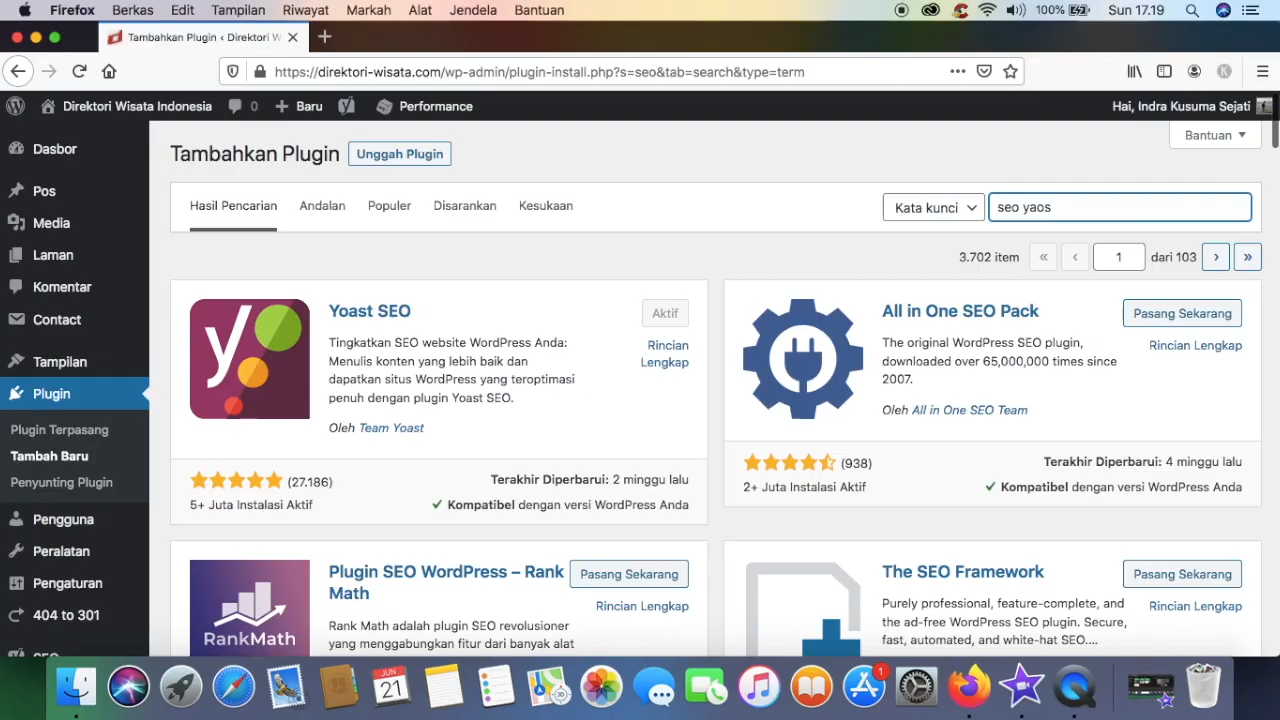 Firefox Berkas Edit Tampilan Riwayat Markah Alat Jendela Bantuan 100% Sun 17.19
Tambahkan Plugin ‹ Direktori W
https://direktori-wisata.com/wp-admin/plugin-install.php?s=seo&tab=search&type=term
Direktori Wisata Indonesia 0 Baru Performance Hai, Indra Kusuma Sejati
Bantuan
Dasbor
Pos
Media
Laman
Komentar
Contact
Tampilan
Plugin
Plugin Terpasang
Tambah Baru
Penyunting Plugin
Pengguna
Peralatan
Pengaturan
404 to 301
Tambahkan Plugin Unggah Plugin
Hasil Pencarian Andalan Populer Disarankan Kesukaan Kata kunci seo yaos
3.702 item « ‹ 1 dari 103 › »
Yoast SEO
Aktif
Rincian Lengkap
Tingkatkan SEO website WordPress Anda:
Menulis konten yang lebih baik dan
dapatkan situs WordPress yang teroptimasi
penuh dengan plugin Yoast SEO.
Oleh Team Yoast
(27.186)
Terakhir Diperbarui: 2 minggu lalu
5+ Juta Instalasi Aktif
Kompatibel dengan versi WordPress Anda
All in One SEO Pack
Pasang Sekarang
Rincian Lengkap
The original WordPress SEO plugin,
downloaded over 65,000,000 times since
2007.
Oleh All in One SEO Team
(938)
Terakhir Diperbarui: 4 minggu lalu
2+ Juta Instalasi Aktif
Kompatibel dengan versi WordPress Anda
RankMath
Plugin SEO WordPress – Rank
Math
Pasang Sekarang
Rincian Lengkap
Rank Math adalah plugin SEO revolusioner
yang menggabungkan fitur dari banyak alat
The SEO Framework
Pasang Sekarang
Rincian Lengkap
Purely professional, feature-complete, and
the ad-free WordPress SEO plugin. Secure,
fast, automated, and white-hat SEO....
JUN
21
1